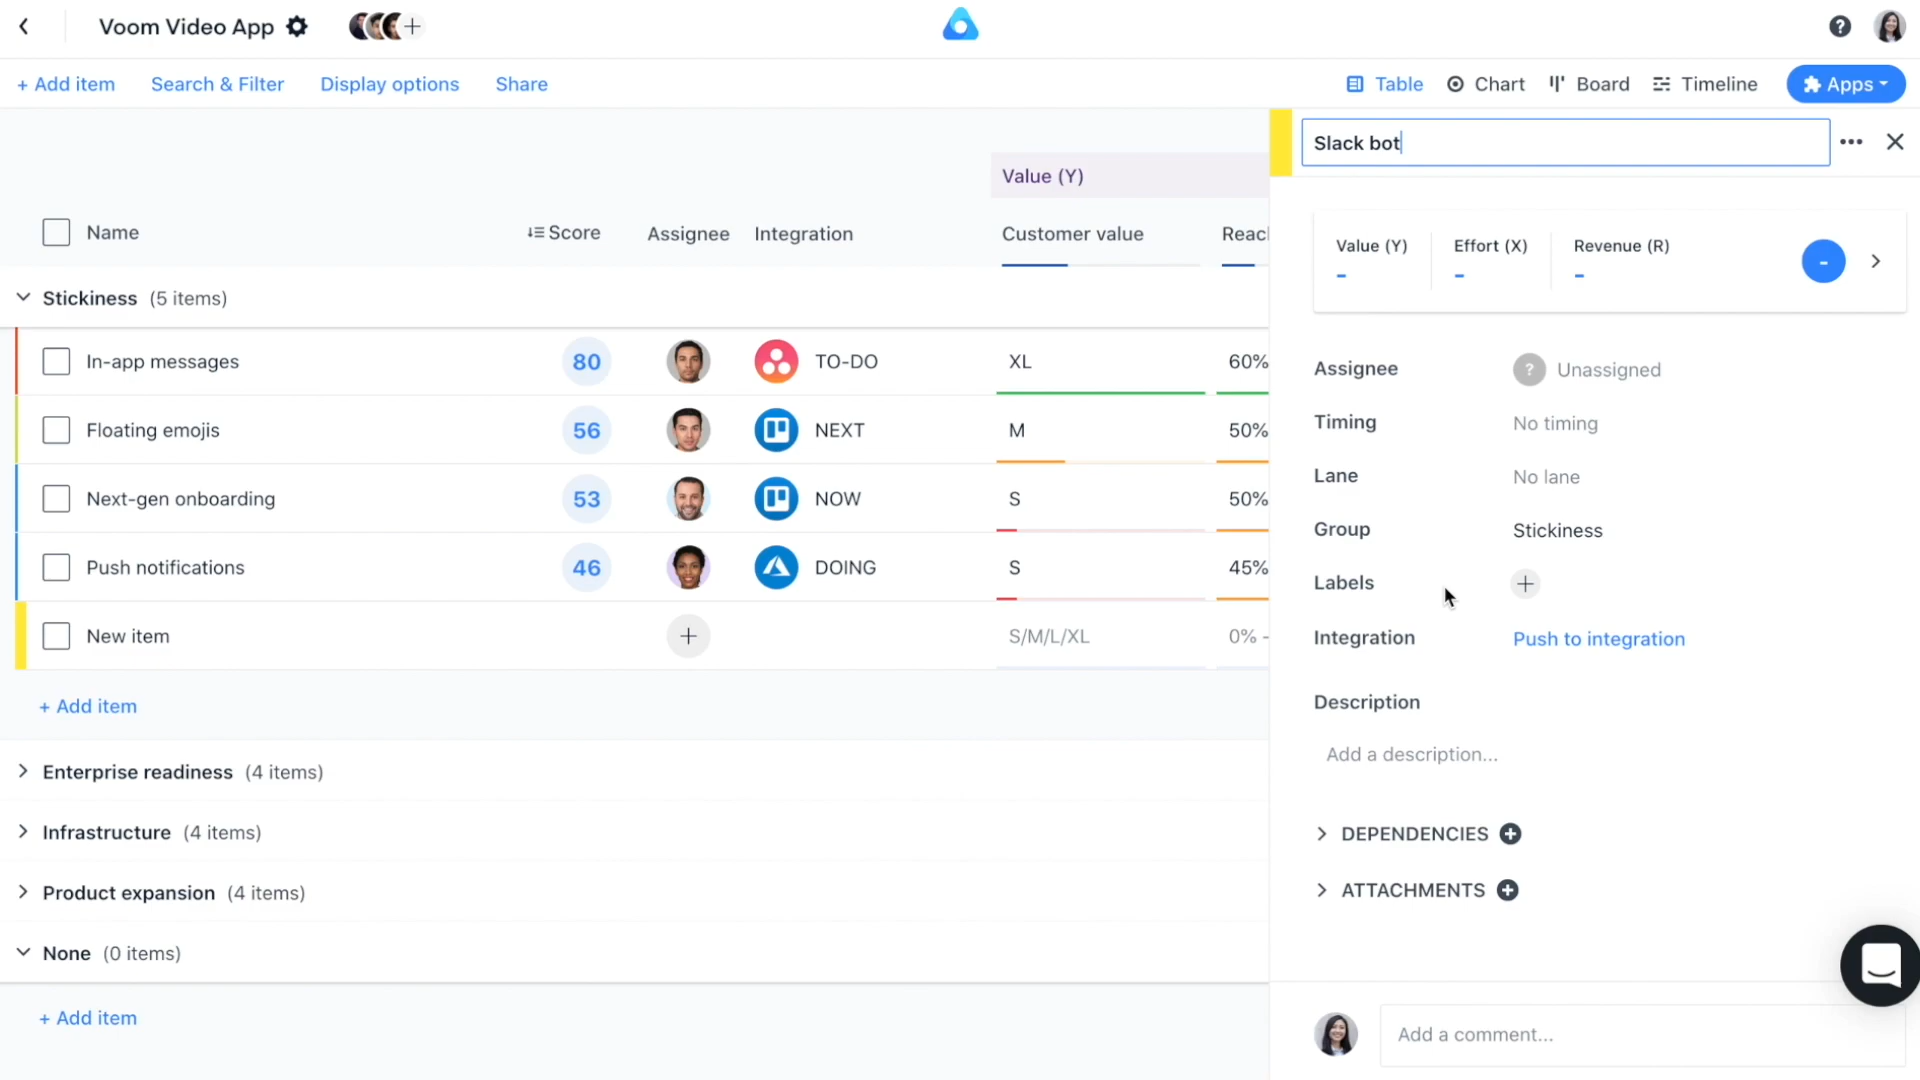 Voom Video App
+ Add item Search & Filter Display options Share Table Chart Board Timeline Apps
Slack bot
Value (Y)
Name Score Assignee Integration Customer value Reac
Value (Y) Effort (X) Revenue (R)
- - - -
Stickiness (5 items)
In-app messages 80 TO-DO XL 60%
Floating emojis 56 NEXT M 50%
Next-gen onboarding 53 NOW S 50%
Push notifications 46 DOING S 45%
New item S/M/L/XL 0% -
+ Add item
Enterprise readiness (4 items)
Infrastructure (4 items)
Product expansion (4 items)
None (0 items)
+ Add item
Assignee ? Unassigned
Timing No timing
Lane No lane
Group Stickiness
Labels
Integration Push to integration
Description
Add a description...
DEPENDENCIES
ATTACHMENTS
Add a comment...